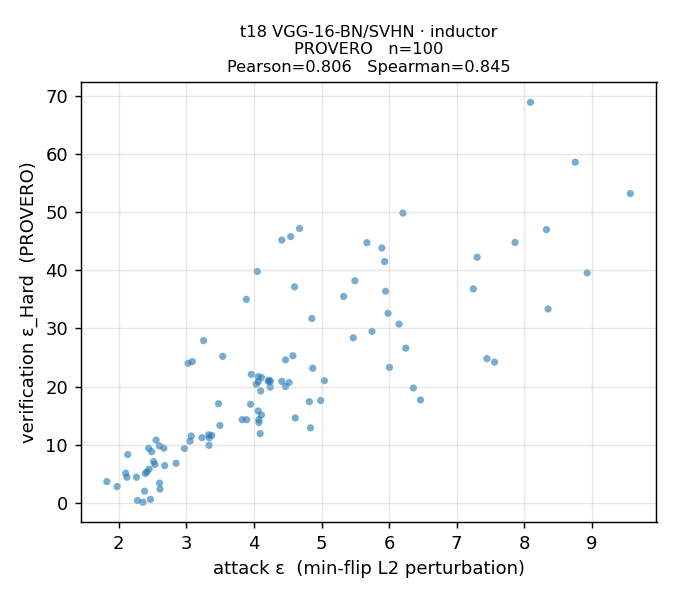 t18 VGG-16-BN/SVHN · inductor
PROVERO   n=100
Pearson=0.806   Spearman=0.845
70
60
50
40
30
20
10
0
verification ε_Hard  (PROVERO)
2 3 4 5 6 7 8 9
attack ε  (min-flip L2 perturbation)